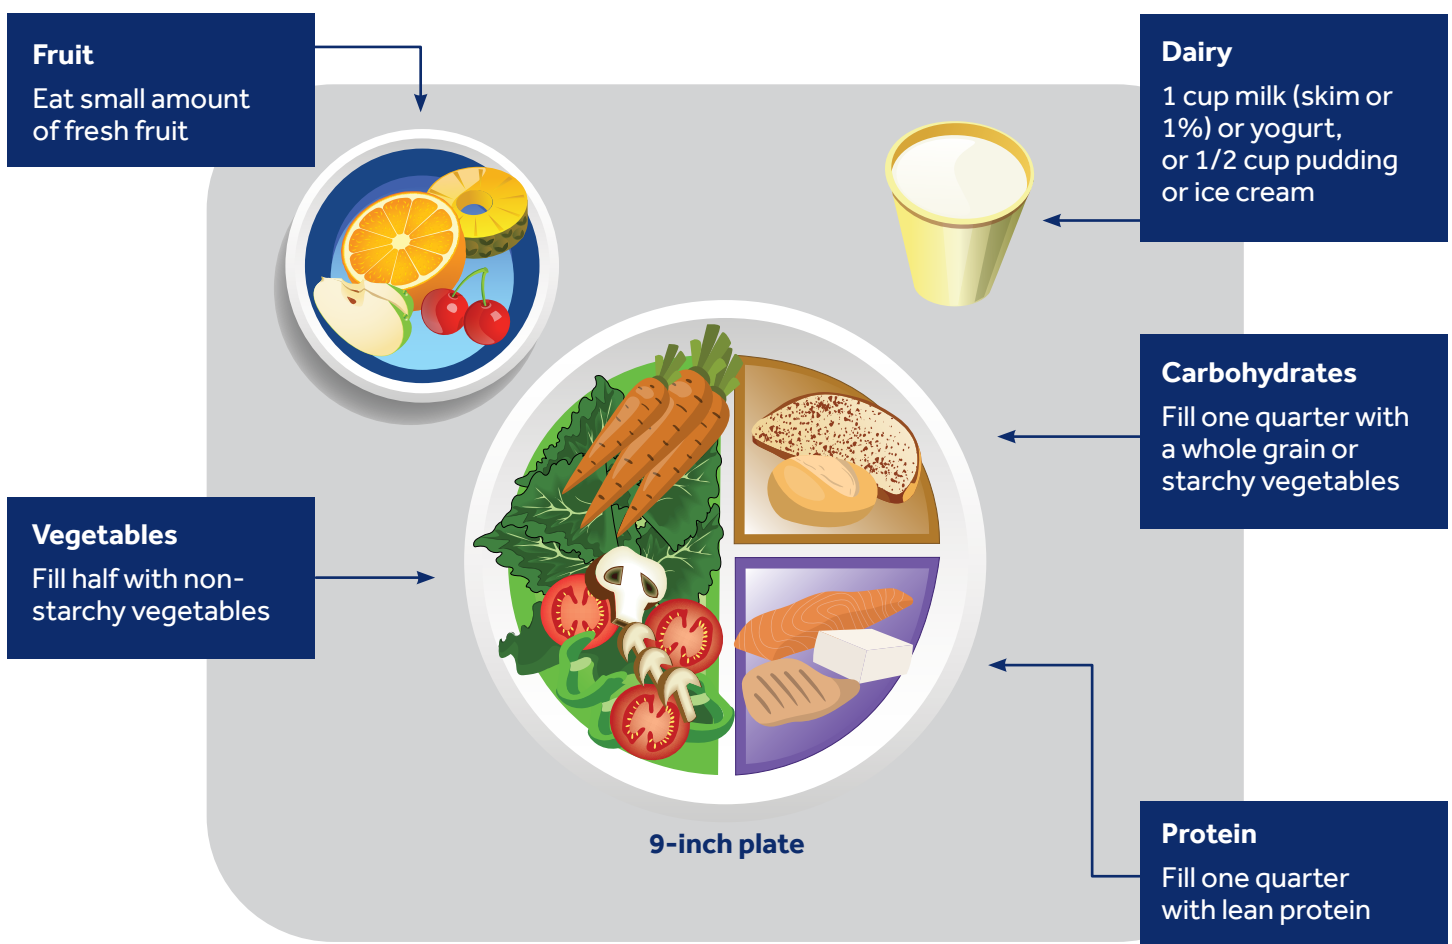 Fruit
Eat small amount
of fresh fruit
Dairy
1 cup milk (skim or
1%) or yogurt,
or 1/2 cup pudding
or ice cream
Carbohydrates
Fill one quarter with
a whole grain or
starchy vegetables
Vegetables
Fill half with non-
starchy vegetables
9-inch plate
Protein
Fill one quarter
with lean protein